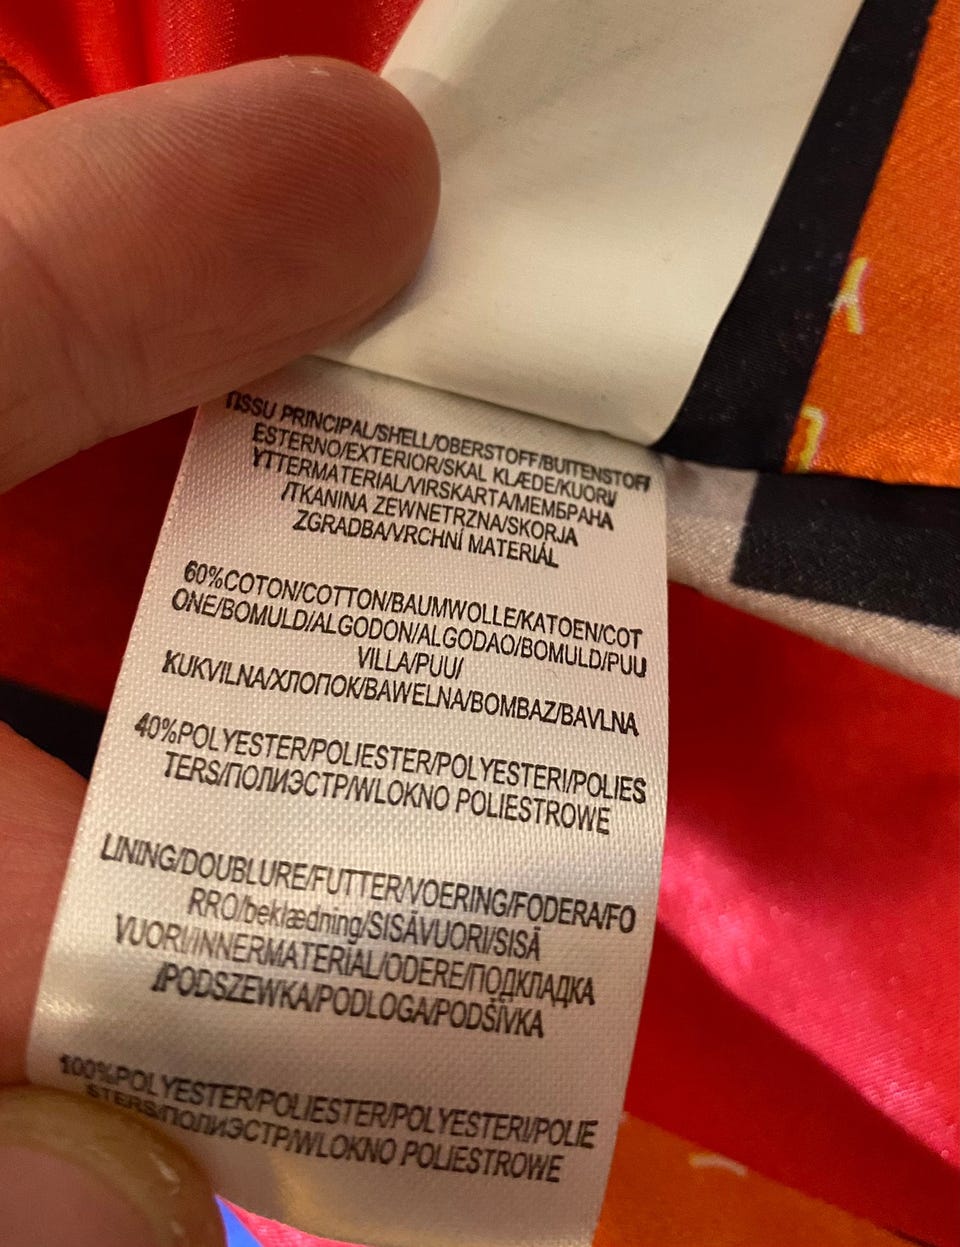 TISSU PRINCIPAL/SHELL/OBERSTOFF/BUITENSTOF/
ESTERNO/EXTERIOR/SKAL KLÆDE/KUORI/
YTTERMATERIAL/VIRSKARTA/МЕМБРАНА
/TKANINA ZEWNETRZNA/SKORJA
ZGRADBA/VRCHNÍ MATERIÁL
60%COTON/COTTON/BAUMWOLLE/KATOEN/COT
ONE/BOMULD/ALGODON/ALGODAO/BOMULD/PUU
VILLA/PUU/
KUKVILNA/ХЛОПОК/BAWELNA/BOMBAZ/BAVLNA
40%POLYESTER/POLIESTER/POLYESTERI/POLIES
TERS/ПОЛИЭСТР/WLOKNO POLIESTROWE
LINING/DOUBLURE/FUTTER/VOERING/FODERA/FO
RRO/beklædning/SISÄVUORI/SISÄ
VUORI/INNERMATERIAL/ODERE/ПОДКЛАДКА
/PODSZEWKA/PODLOGA/PODŠÍVKA
100%POLYESTER/POLIESTER/POLYESTERI/POLIE
STERS/ПОЛИЭСТР/WLOKNO POLIESTROWE